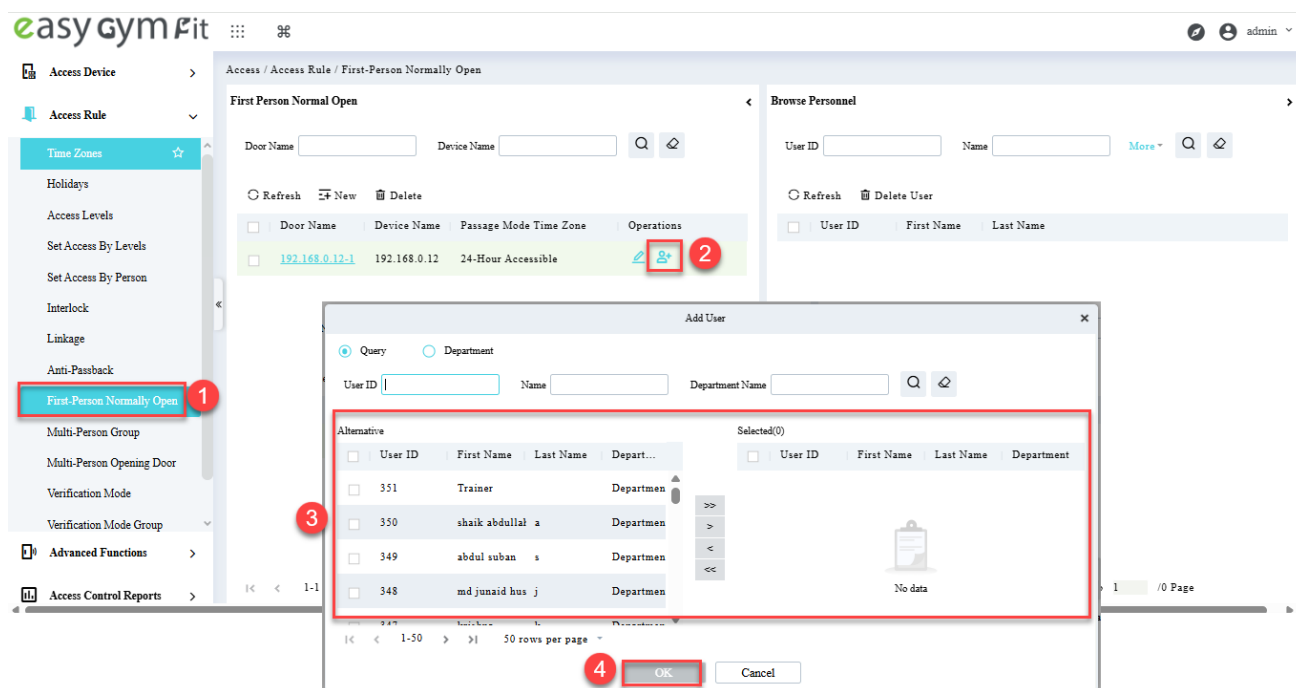 easy Gym Fit
admin
Access Device
Access Rule
Time Zones
Holidays
Access Levels
Set Access By Levels
Set Access By Person
Interlock
Linkage
Anti-Passback
First-Person Normally Open
1
Multi-Person Group
Multi-Person Opening Door
Verification Mode
Verification Mode Group
Advanced Functions
Access Control Reports
Access / Access Rule / First-Person Normally Open
First Person Normal Open
Door Name Device Name
Refresh New Delete
Door Name Device Name Passage Mode Time Zone Operations
192.168.0.12-1 192.168.0.12 24-Hour Accessible
2
1-1
Browse Personnel
User ID Name More
Refresh Delete User
User ID First Name Last Name
1 /0 Page
Add User
Query Department
User ID Name Department Name
Alternative
User ID First Name Last Name Depart...
351 Trainer Departmen
350 shaik abdullah a Departmen
349 abdul suban s Departmen
348 md junaid hus j Departmen
3
>>
>
<
<<
Selected(0)
User ID First Name Last Name Department
No data
1-50 50 rows per page
4
OK Cancel